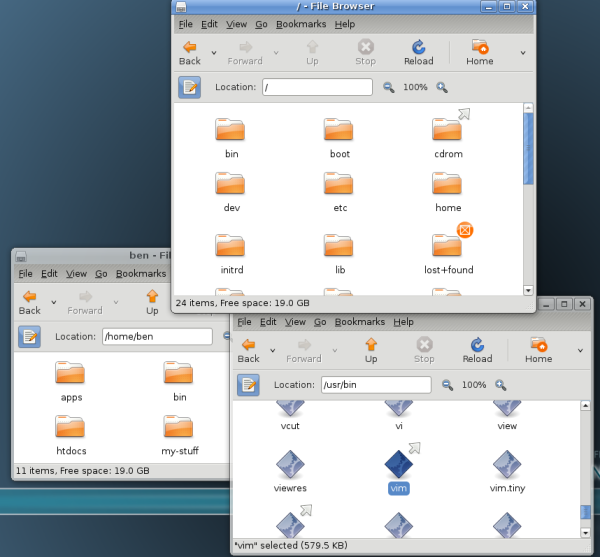 / - File Browser
File Edit View Go Bookmarks Help
Back Forward Up Stop Reload Home
Location: / 100%
bin boot cdrom
dev etc home
initrd lib lost+found
24 items, Free space: 19.0 GB
ben - Fil
File Edit View Go Bookmarks
Back Forward Up
Location: /home/ben
apps bin
htdocs my-stuff
11 items, Free space: 19.0 GB
File Edit View Go Bookmarks Help
Back Forward Up Stop Reload Home
Location: /usr/bin 100%
vcut vi view
viewres vim vim.tiny
"vim" selected (579.5 KB)